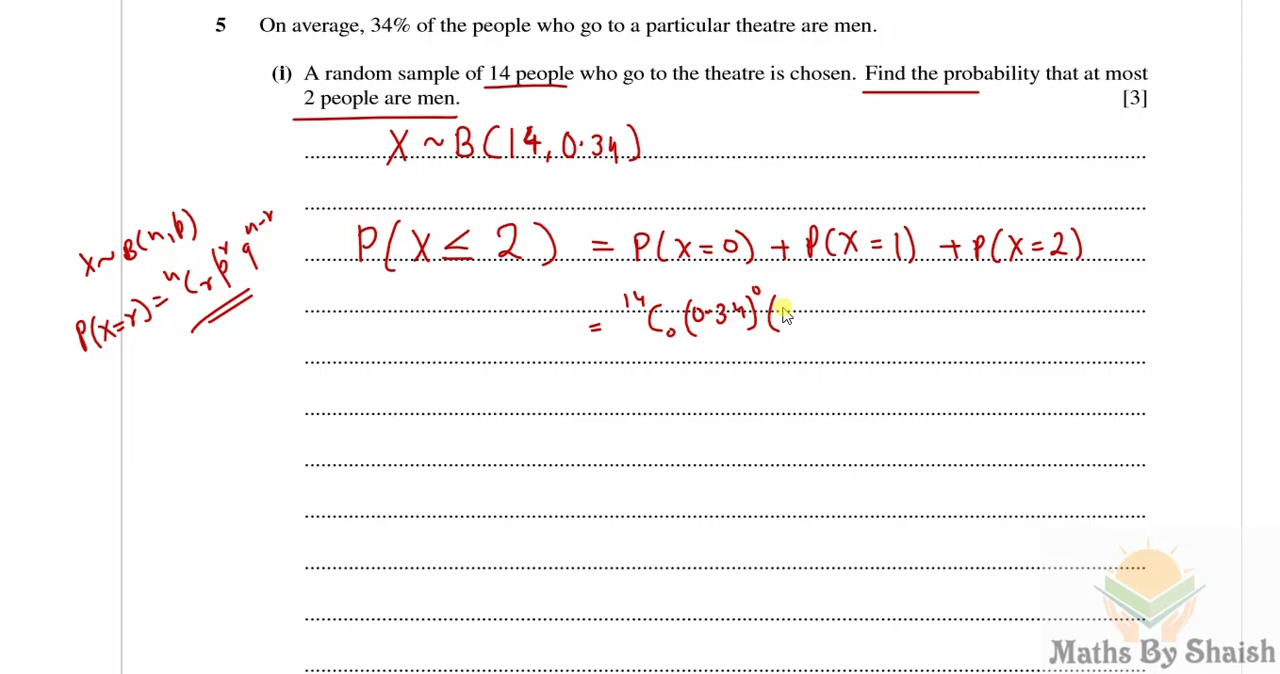 5 On average, 34% of the people who go to a particular theatre are men.
(i) A random sample of 14 people who go to the theatre is chosen. Find the probability that at most
2 people are men. [3]
X ~ B(14, 0.34)
X ~ B(n, p)
P(X=r) = ⁿCᵣ pʳ qⁿ⁻ʳ
P(X ≤ 2) = P(X=0) + P(X=1) + P(X=2)
= ¹⁴C₀ (0.34)⁰ (
Maths By Shaish